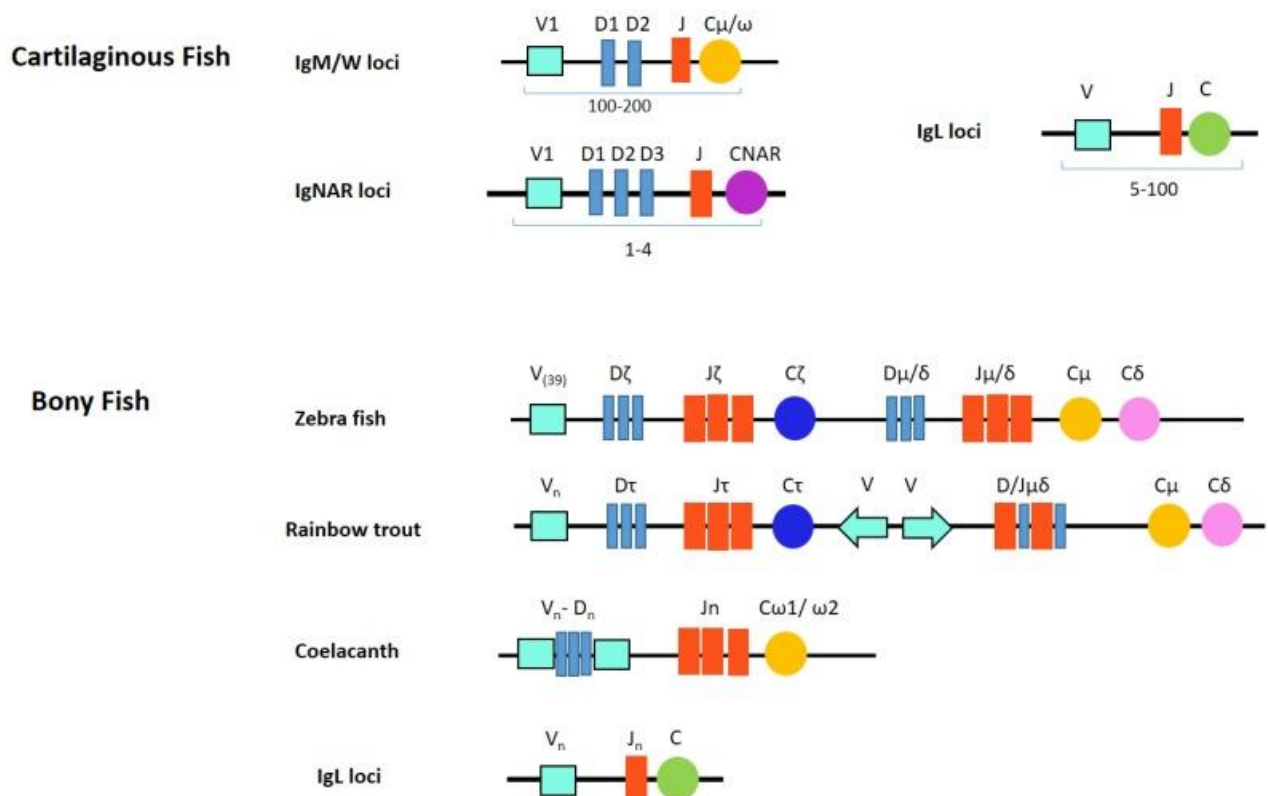 Cartilaginous Fish
IgM/W loci
V1 D1 D2 J Cμ/ω
100-200
IgNAR loci
V1 D1 D2 D3 J CNAR
1-4
IgL loci
V J C
5-100
Bony Fish
Zebra fish
V(39) Dζ Jζ Cζ Dμ/δ Jμ/δ Cμ Cδ
Rainbow trout
Vn Dτ Jτ Cτ V V D/Jμδ Cμ Cδ
Coelacanth
Vn- Dn Jn Cω1/ ω2
IgL loci
Vn Jn C